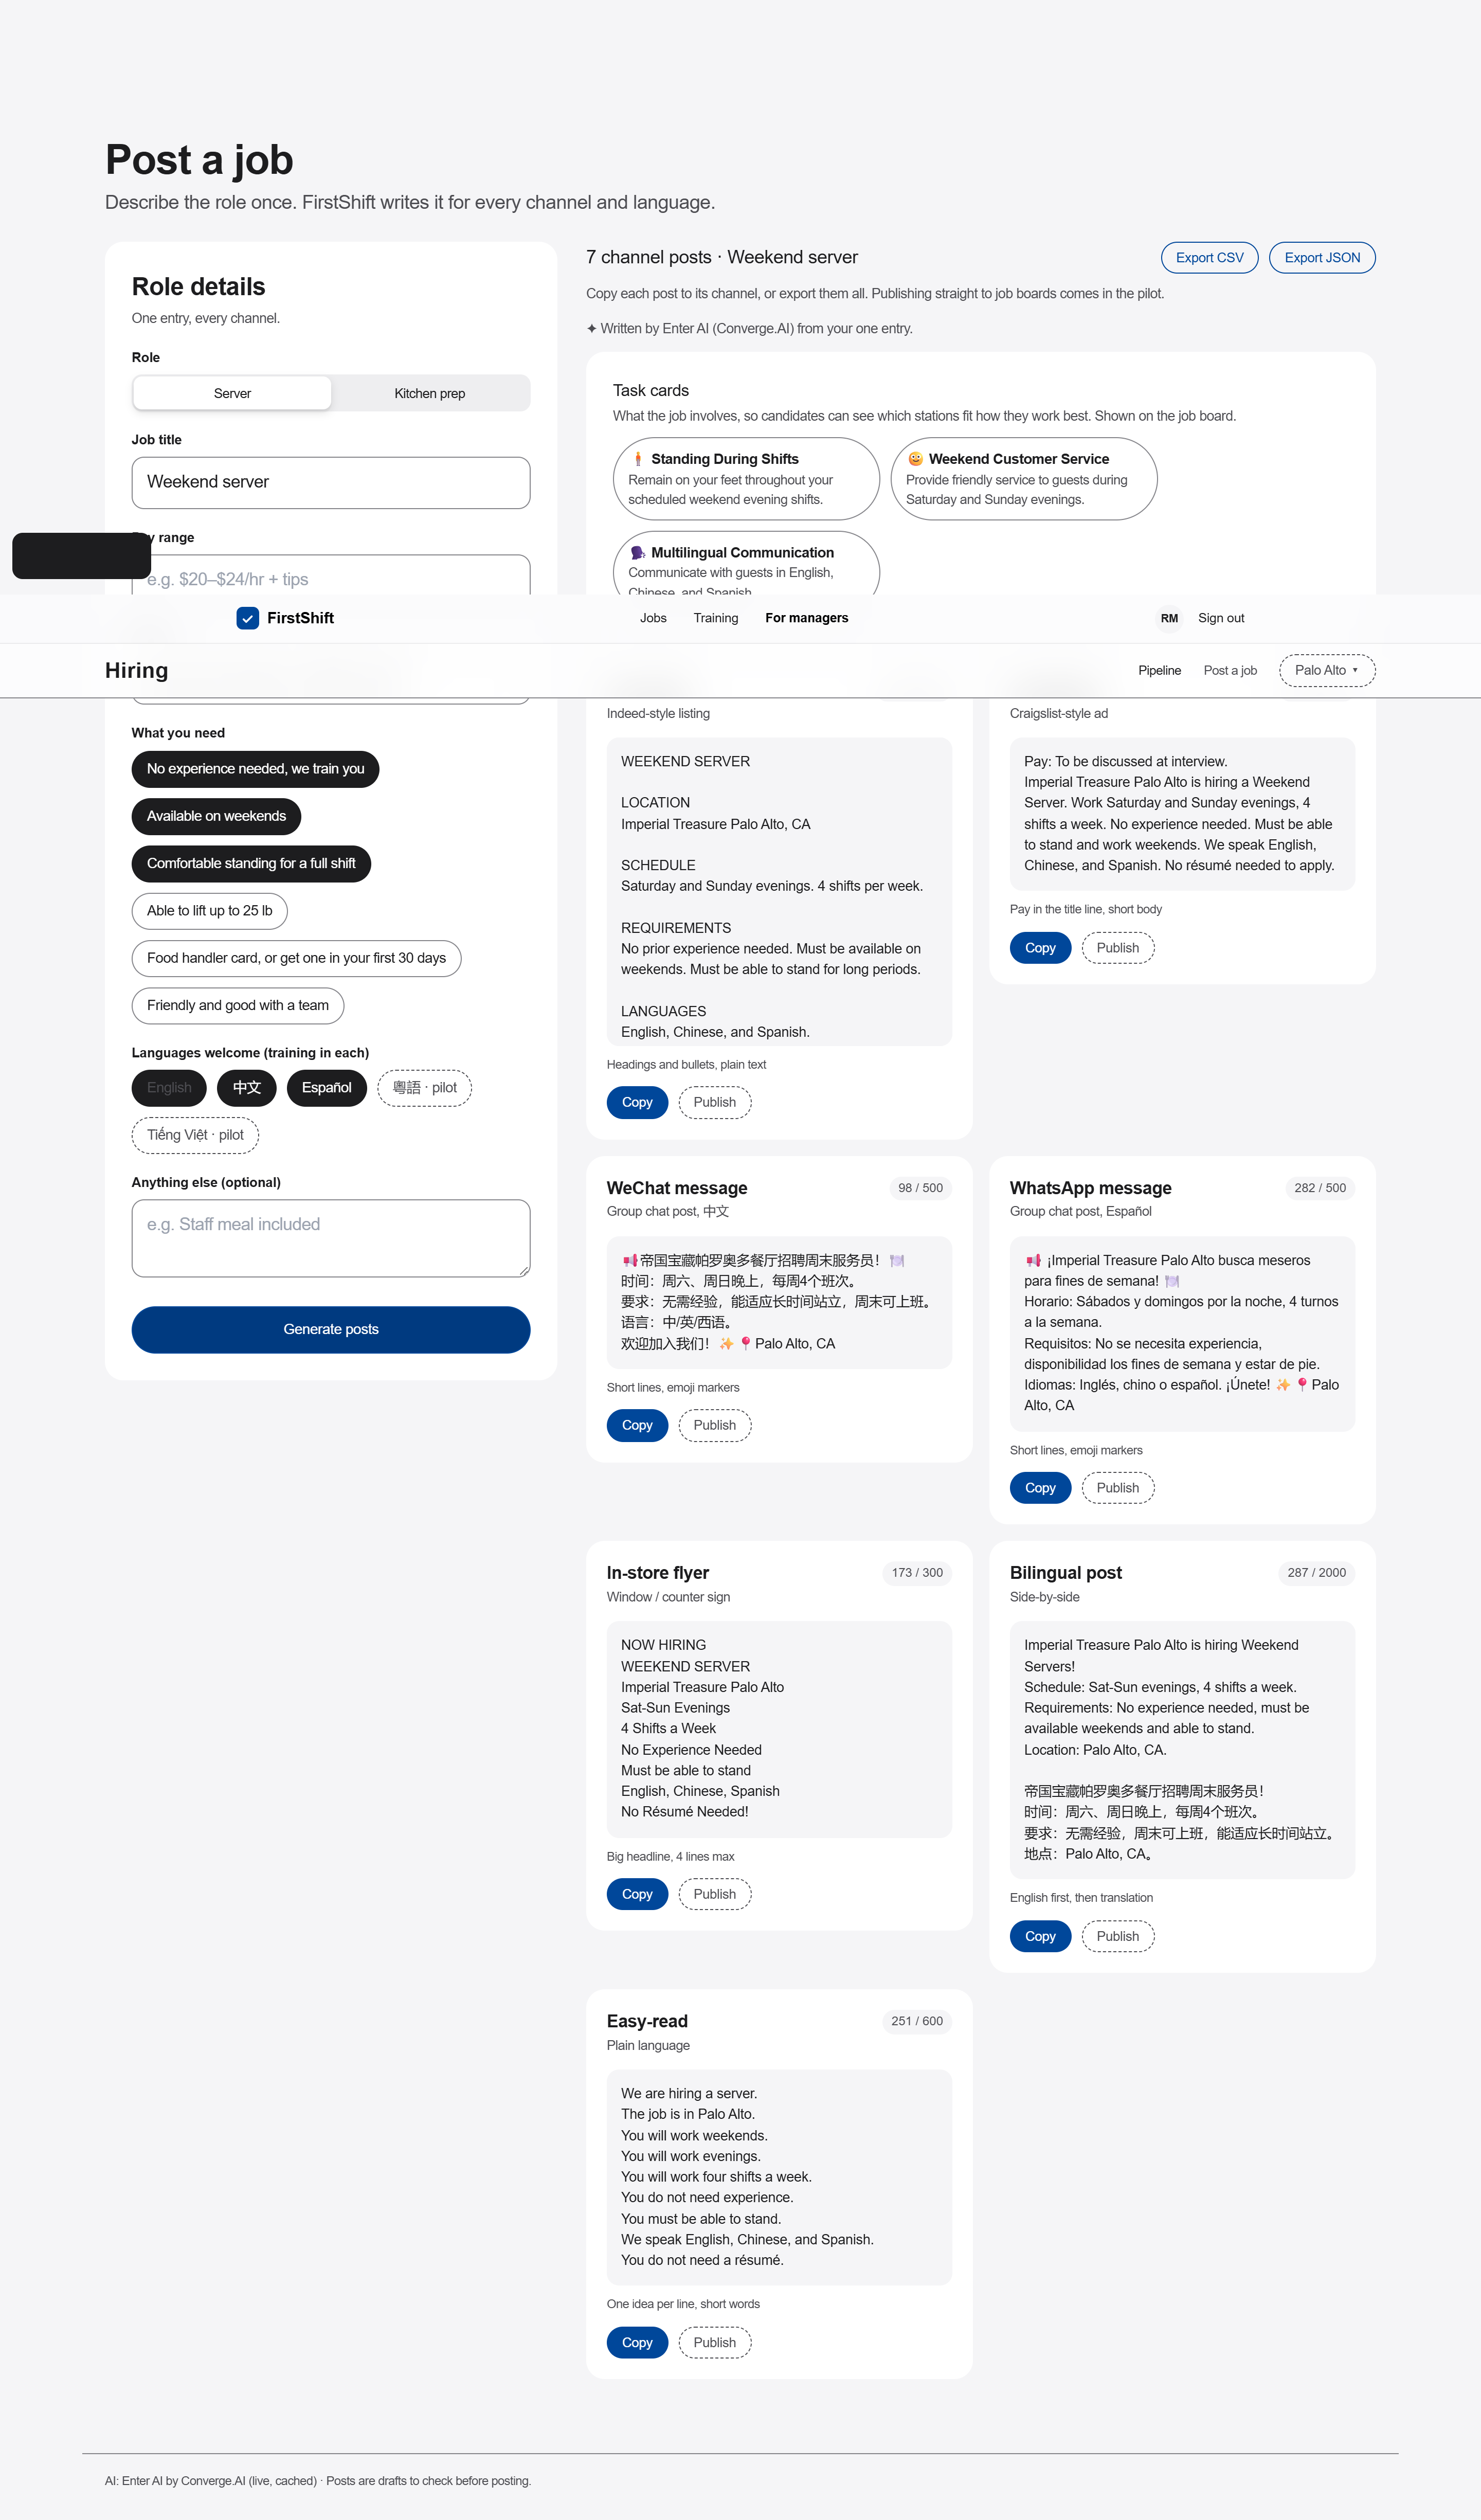 Post a job
Describe the role once. FirstShift writes it for every channel and language.
Role details
One entry, every channel.
Role
Server
Kitchen prep
Job title
Weekend server
range
e.g. $20–$24/hr + tips
7 channel posts · Weekend server
Export CSV
Export JSON
Copy each post to its channel, or export them all. Publishing straight to job boards comes in the pilot.
✦ Written by Enter AI (Converge.AI) from your one entry.
Task cards
What the job involves, so candidates can see which stations fit how they work best. Shown on the job board.
Standing During Shifts
Remain on your feet throughout your
scheduled weekend evening shifts.
Weekend Customer Service
Provide friendly service to guests during
Saturday and Sunday evenings.
Multilingual Communication
Communicate with guests in English,
Chinese, and Spanish
FirstShift
Jobs
Training
For managers
RM
Sign out
Hiring
Pipeline
Post a job
Palo Alto ▾
What you need
No experience needed, we train you
Available on weekends
Comfortable standing for a full shift
Able to lift up to 25 lb
Food handler card, or get one in your first 30 days
Friendly and good with a team
Languages welcome (training in each)
English
中文
Español
粵語 · pilot
Tiếng Việt · pilot
Anything else (optional)
e.g. Staff meal included
Generate posts
Indeed-style listing
WEEKEND SERVER
LOCATION
Imperial Treasure Palo Alto, CA
SCHEDULE
Saturday and Sunday evenings. 4 shifts per week.
REQUIREMENTS
No prior experience needed. Must be available on
weekends. Must be able to stand for long periods.
LANGUAGES
English, Chinese, and Spanish.
Headings and bullets, plain text
Copy
Publish
Craigslist-style ad
Pay: To be discussed at interview.
Imperial Treasure Palo Alto is hiring a Weekend
Server. Work Saturday and Sunday evenings, 4
shifts a week. No experience needed. Must be able
to stand and work weekends. We speak English,
Chinese, and Spanish. No résumé needed to apply.
Pay in the title line, short body
Copy
Publish
WeChat message
98 / 500
Group chat post, 中文
📢帝国宝藏帕罗奥多餐厅招聘周末服务员！🍽️
时间：周六、周日晚上，每周4个班次。
要求：无需经验，能适应长时间站立，周末可上班。
语言：中/英/西语。
欢迎加入我们！✨📍Palo Alto, CA
Short lines, emoji markers
Copy
Publish
WhatsApp message
282 / 500
Group chat post, Español
📢 ¡Imperial Treasure Palo Alto busca meseros
para fines de semana! 🍽️
Horario: Sábados y domingos por la noche, 4 turnos
a la semana.
Requisitos: No se necesita experiencia,
disponibilidad los fines de semana y estar de pie.
Idiomas: Inglés, chino o español. ¡Únete! ✨📍Palo
Alto, CA
Short lines, emoji markers
Copy
Publish
In-store flyer
173 / 300
Window / counter sign
NOW HIRING
WEEKEND SERVER
Imperial Treasure Palo Alto
Sat-Sun Evenings
4 Shifts a Week
No Experience Needed
Must be able to stand
English, Chinese, Spanish
No Résumé Needed!
Big headline, 4 lines max
Copy
Publish
Bilingual post
287 / 2000
Side-by-side
Imperial Treasure Palo Alto is hiring Weekend
Servers!
Schedule: Sat-Sun evenings, 4 shifts a week.
Requirements: No experience needed, must be
available weekends and able to stand.
Location: Palo Alto, CA.
帝国宝藏帕罗奥多餐厅招聘周末服务员！
时间：周六、周日晚上，每周4个班次。
要求：无需经验，周末可上班，能适应长时间站立。
地点：Palo Alto, CA。
English first, then translation
Copy
Publish
Easy-read
251 / 600
Plain language
We are hiring a server.
The job is in Palo Alto.
You will work weekends.
You will work evenings.
You will work four shifts a week.
You do not need experience.
You must be able to stand.
We speak English, Chinese, and Spanish.
You do not need a résumé.
One idea per line, short words
Copy
Publish
AI: Enter AI by Converge.AI (live, cached) · Posts are drafts to check before posting.